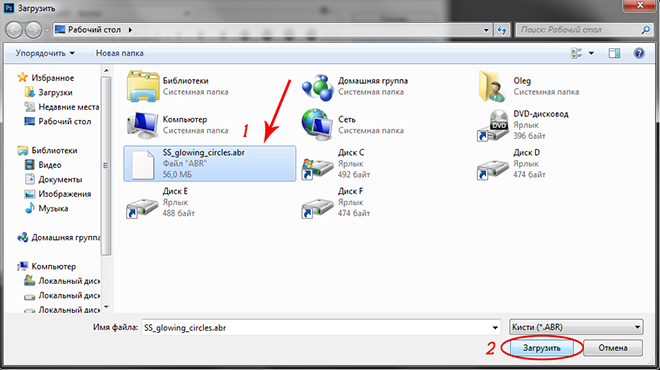 Ps Загрузить
Рабочий стол
Поиск: Рабочий стол
Упорядочить
Новая папка
Избранное
Загрузки
Недавние места
Рабочий стол
Библиотеки
Видео
Документы
Изображения
Музыка
Домашняя группа
Компьютер
Локальный диск
Локальный диск
Локальный диск
Библиотеки
Системная папка
Домашняя группа
Системная папка
Oleg
Системная папка
Компьютер
Системная папка
Сеть
Системная папка
DVD-дисковод
Ярлык
396 байт
1
SS_glowing_circles.abr
Файл "ABR"
56,0 МБ
Диск C
Ярлык
492 байт
Диск D
Ярлык
474 байт
Диск E
Ярлык
489 байт
Диск F
Ярлык
474 байт
Имя файла: SS_glowing_circles.abr
Кисти (*.ABR)
2 Загрузить
Отмена